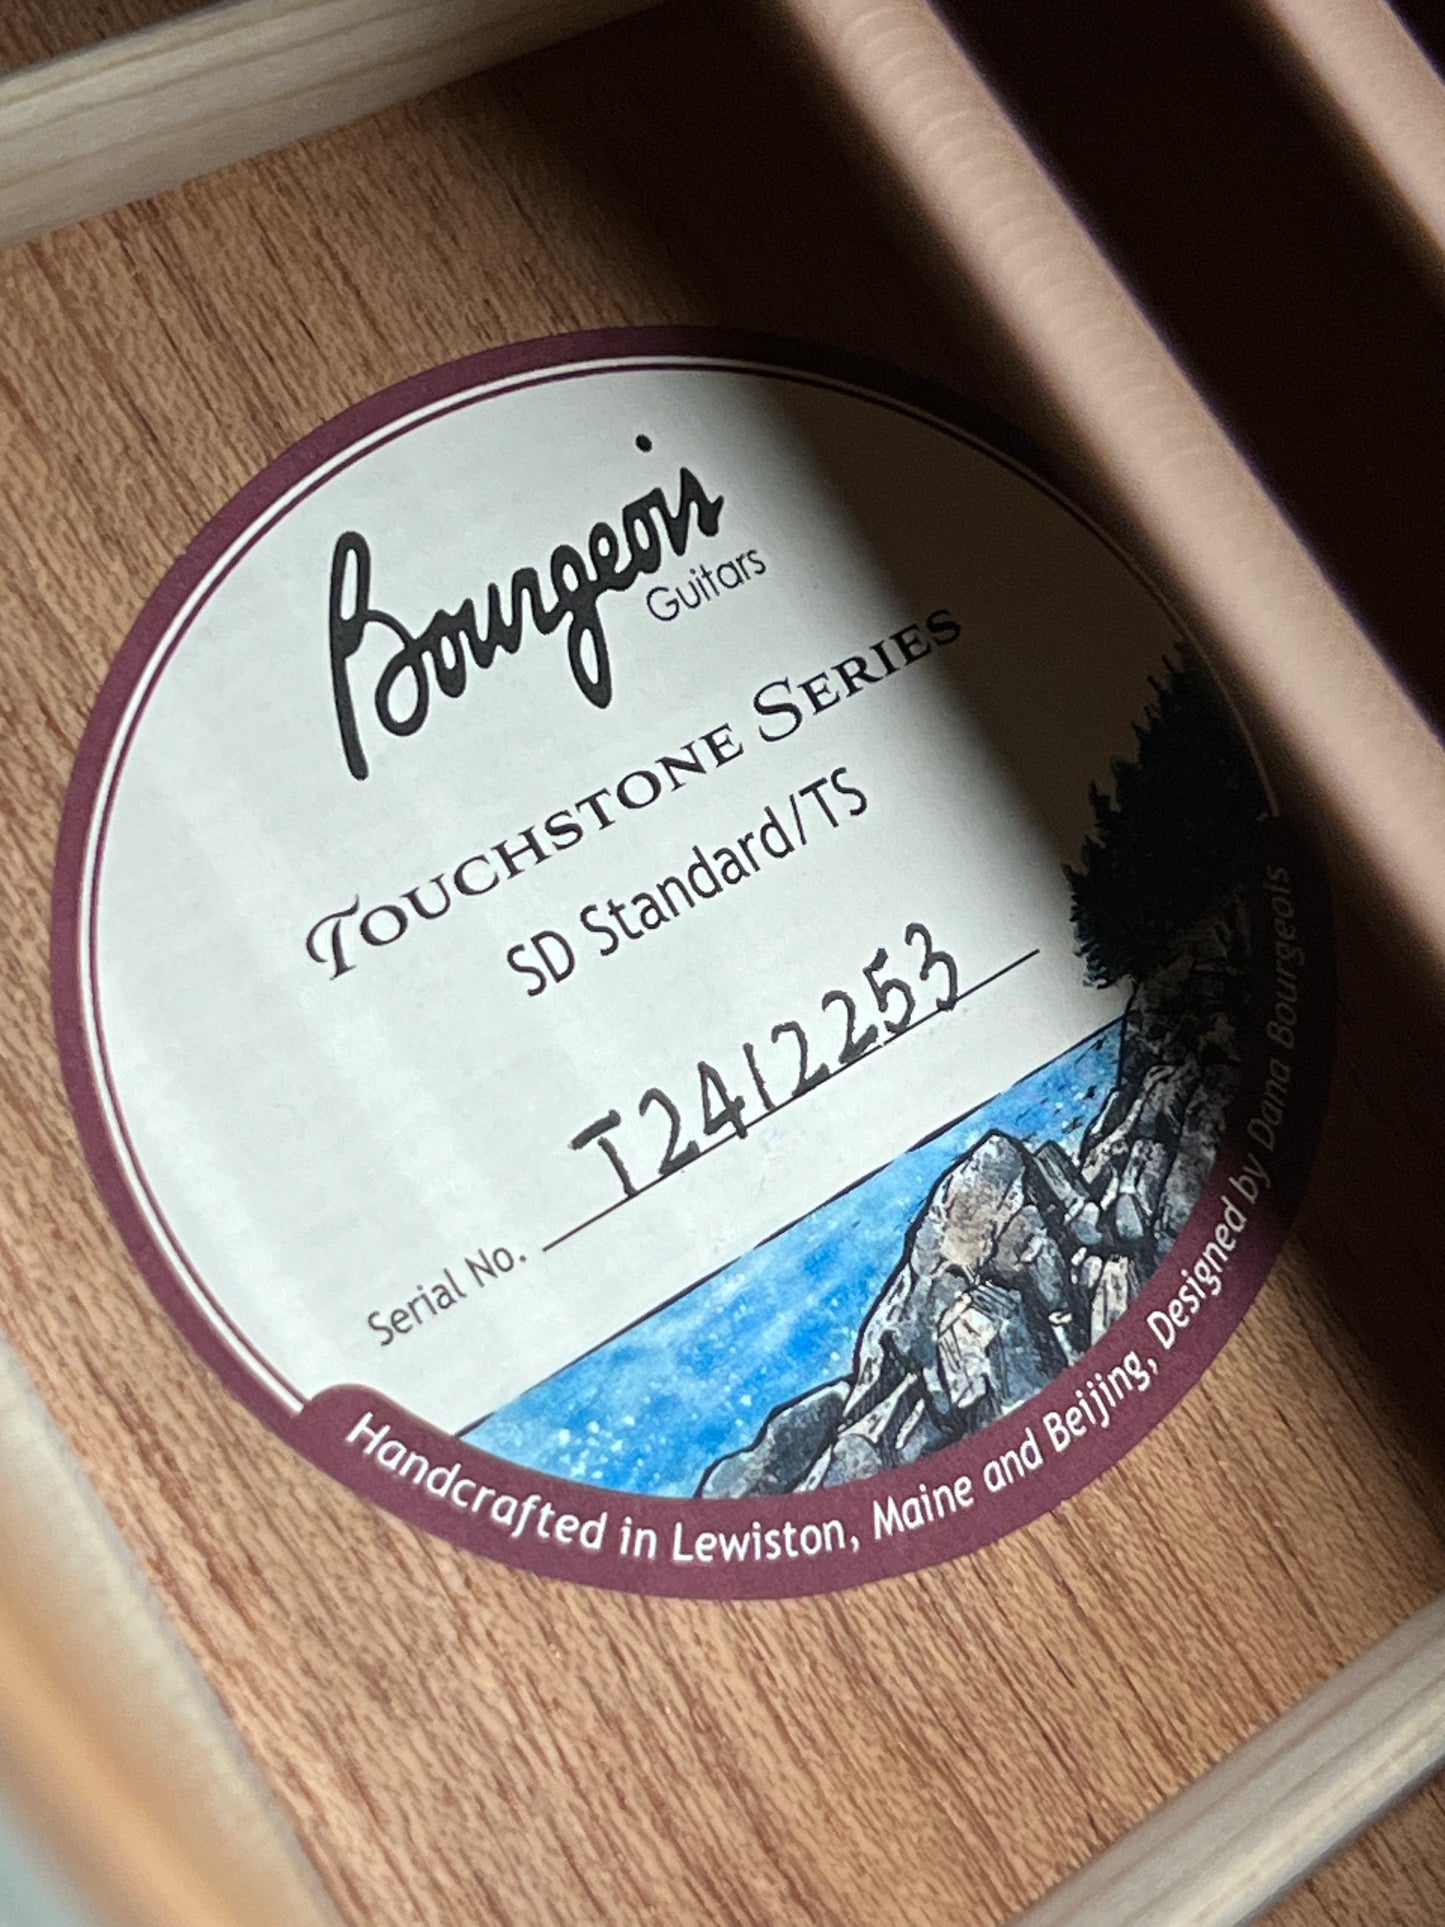 Bourgeois
Guitars
Touchstone Series
SD Standard/TS
Serial No. T2412253
Handcrafted in Lewiston, Maine and Beijing, Designed by Dana Bourgeois